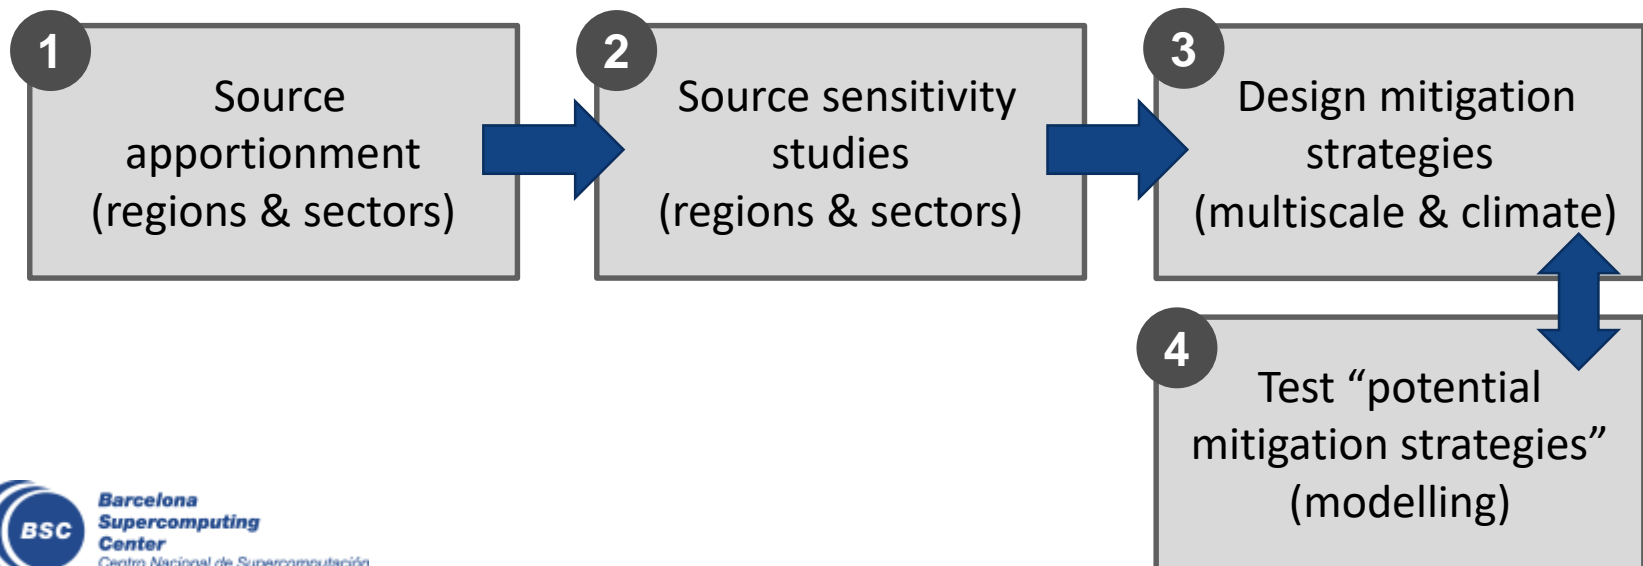 1
Source
apportionment
(regions & sectors)
2
Source sensitivity
studies
(regions & sectors)
3
Design mitigation
strategies
(multiscale & climate)
4
Test “potential
mitigation strategies”
(modelling)
BSC
Barcelona
Supercomputing
Center
Centro Nacional de Supercomputación